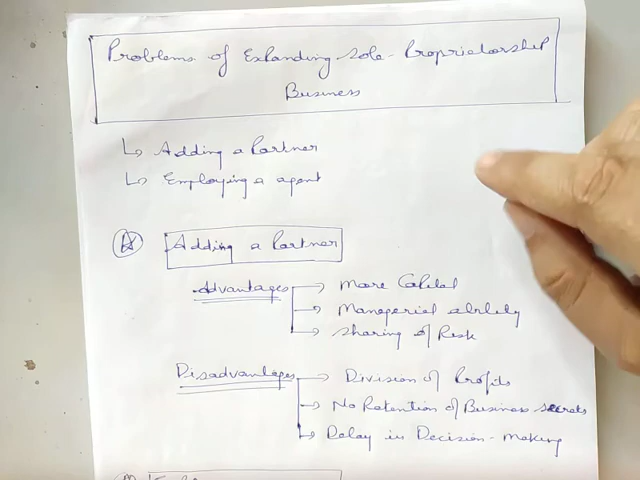 Problems of Expanding Sole-Proprietorship
Business
↳ Adding a Partner
↳ Employing a agent
A Adding a Partner
Advantages → More Capital
→ Managerial ability
→ Sharing of Risk
Disadvantages → Division of Profits
→ No Retention of Business secrets
↳ Delay in Decision-Making